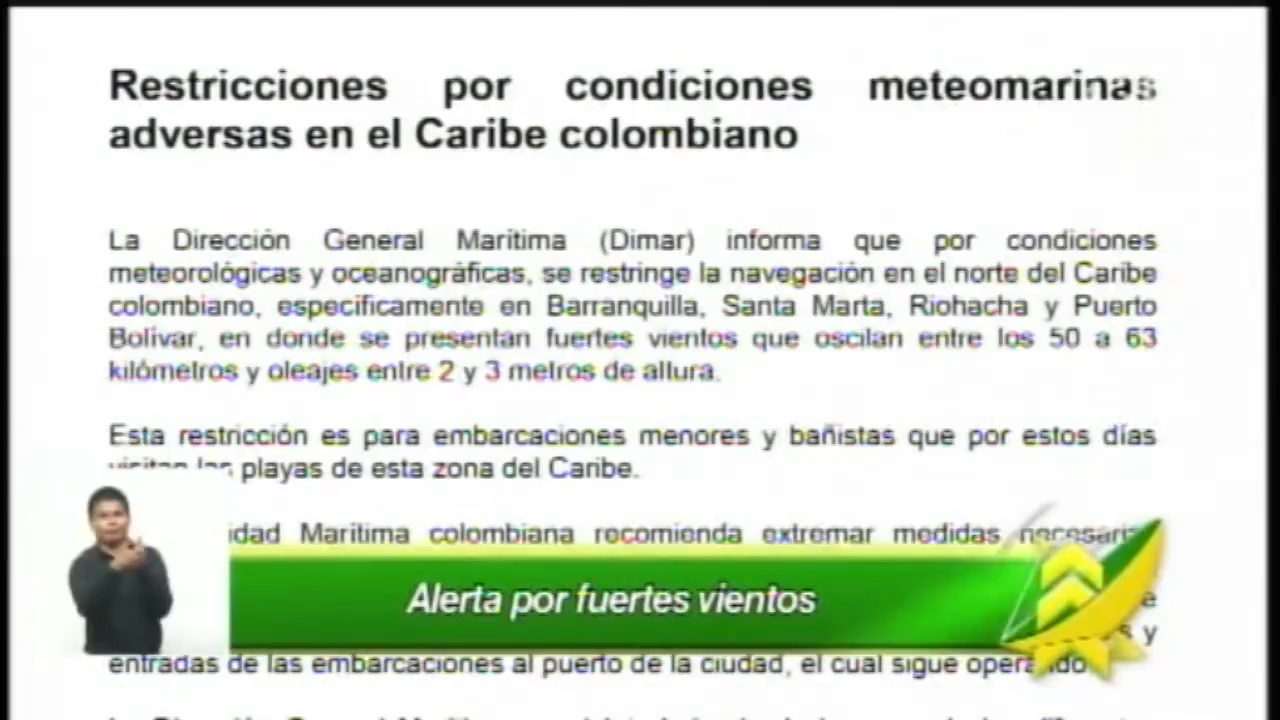 Restricciones por condiciones meteomarinas
adversas en el Caribe colombiano
La Dirección General Marítima (Dimar) informa que por condiciones
meteorológicas y oceanográficas, se restringe la navegación en el norte del Caribe
colombiano, específicamente en Barranquilla, Santa Marta, Riohacha y Puerto
Bolívar, en donde se presentan fuertes vientos que oscilan entre los 50 a 63
kilómetros y oleajes entre 2 y 3 metros de altura.
Esta restricción es para embarcaciones menores y bañistas que por estos días
playas de esta zona del Caribe.
Marítima colombiana recomienda extremar medidas
Alerta por fuertes vientos
y
entradas de las embarcaciones al puerto de la ciudad, el cual sigue